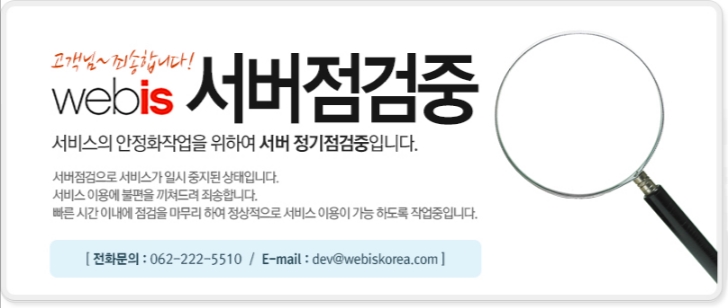 고객님~죄송합니다!
webis 서버점검중
서비스의 안정화작업을 위하여 서버 정기점검중입니다.
서버점검으로 서비스가 일시 중지된 상태입니다.
서비스 이용에 불편을 끼쳐드려 죄송합니다.
빠른 시간 이내에 점검을 마무리 하여 정상적으로 서비스 이용이 가능 하도록 작업중입니다.
[ 전화문의 : 062-222-5510 / E-mail : dev@webiskorea.com ]